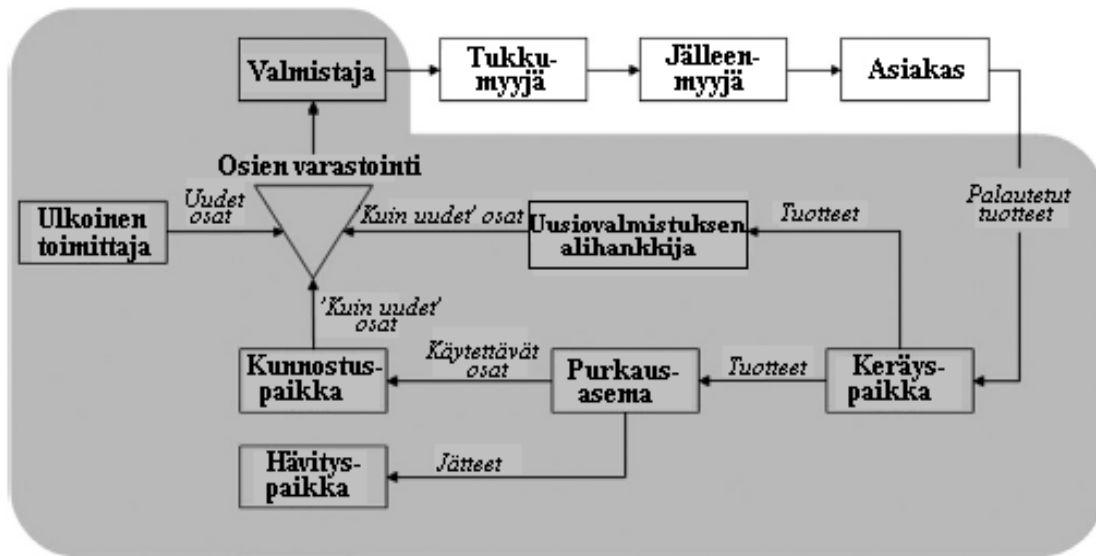 Valmistaja
Tukku-
myyjä
Jälleen-
myyjä
Asiakas
Osien varastointi
Palautetut
tuotteet
Ulkoinen
toimittaja
Uudet
osat
'Kuin uudet' osat
Uusiovalmistuksen
alihankkija
Tuotteet
'Kuin uudet'
osat
Kunnostus-
paikka
Käytettävät
osat
Purkaus-
asema
Tuotteet
Keräys-
paikka
Hävitys-
paikka
Jätteet